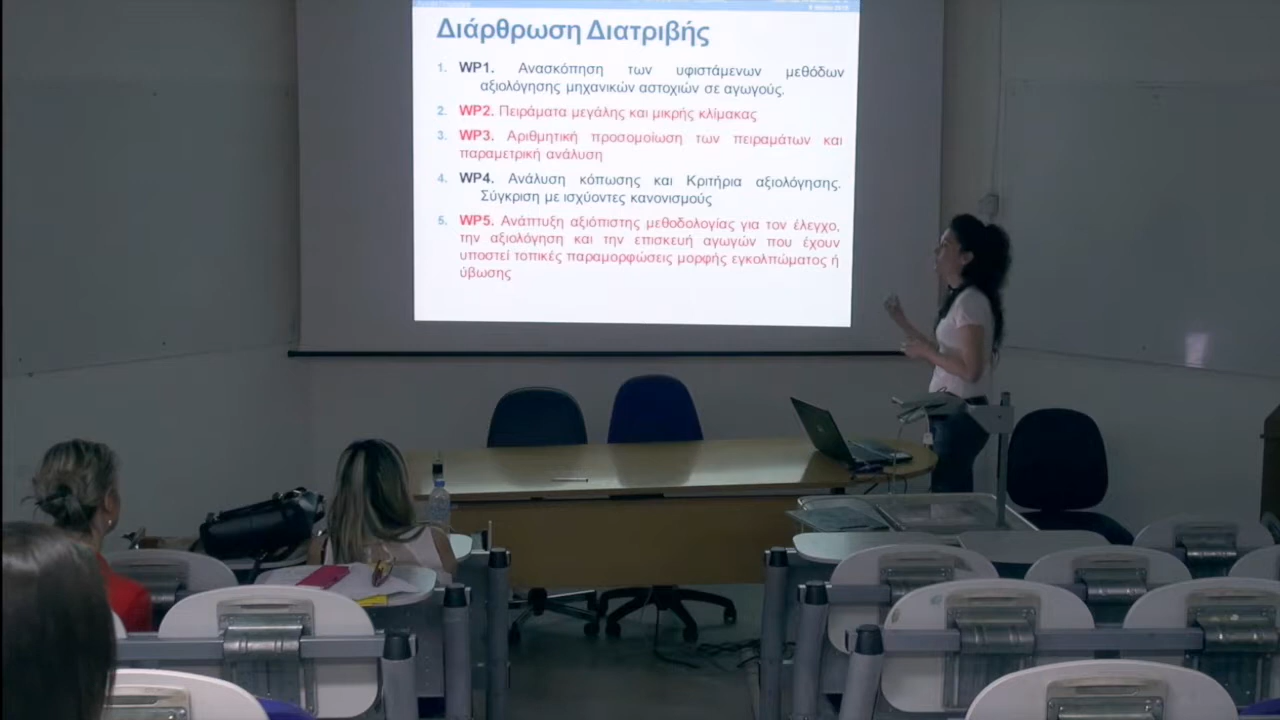 Διάρθρωση Διατριβής
1. WP1. Ανασκόπηση των υφιστάμενων μεθόδων
αξιολόγησης μηχανικών αστοχιών σε αγωγούς.
2. WP2. Πειράματα μεγάλης και μικρής κλίμακας
3. WP3. Αριθμητική προσομοίωση των πειραμάτων και
παραμετρική ανάλυση
4. WP4. Ανάλυση κόπωσης και Κριτήρια αξιολόγησης.
Σύγκριση με ισχύοντες κανονισμούς
5. WP5. Ανάπτυξη αξιόπιστης μεθοδολογίας για τον έλεγχο,
την αξιολόγηση και την επισκευή αγωγών που έχουν
υποστεί τοπικές παραμορφώσεις μορφής εγκολπώματος ή
ύβωσης